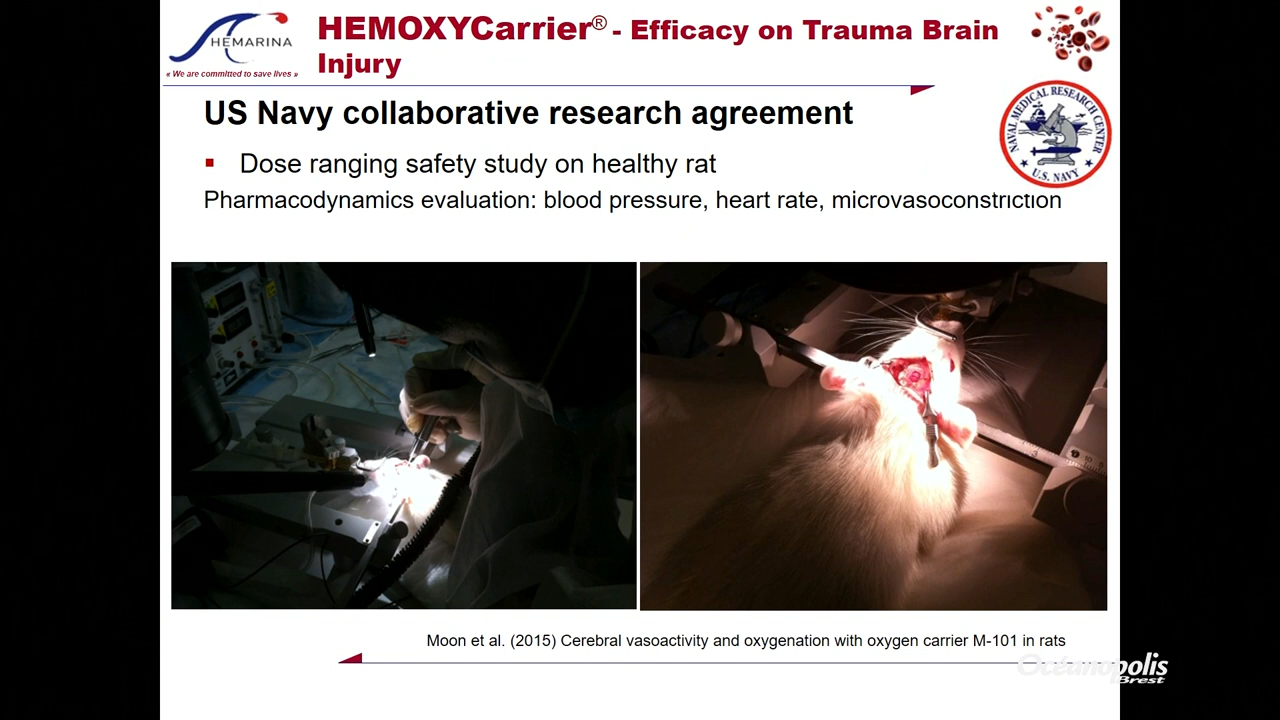 HEMARINA
« We are committed to save lives »
HEMOXYCarrier® - Efficacy on Trauma Brain
Injury
US Navy collaborative research agreement
NAVAL MEDICAL RESEARCH CENTER
U.S. NAVY
▪ Dose ranging safety study on healthy rat
Pharmacodynamics evaluation: blood pressure, heart rate, microvasoconstriction
Moon et al. (2015) Cerebral vasoactivity and oxygenation with oxygen carrier M-101 in rats
Oceanopolis
Brest